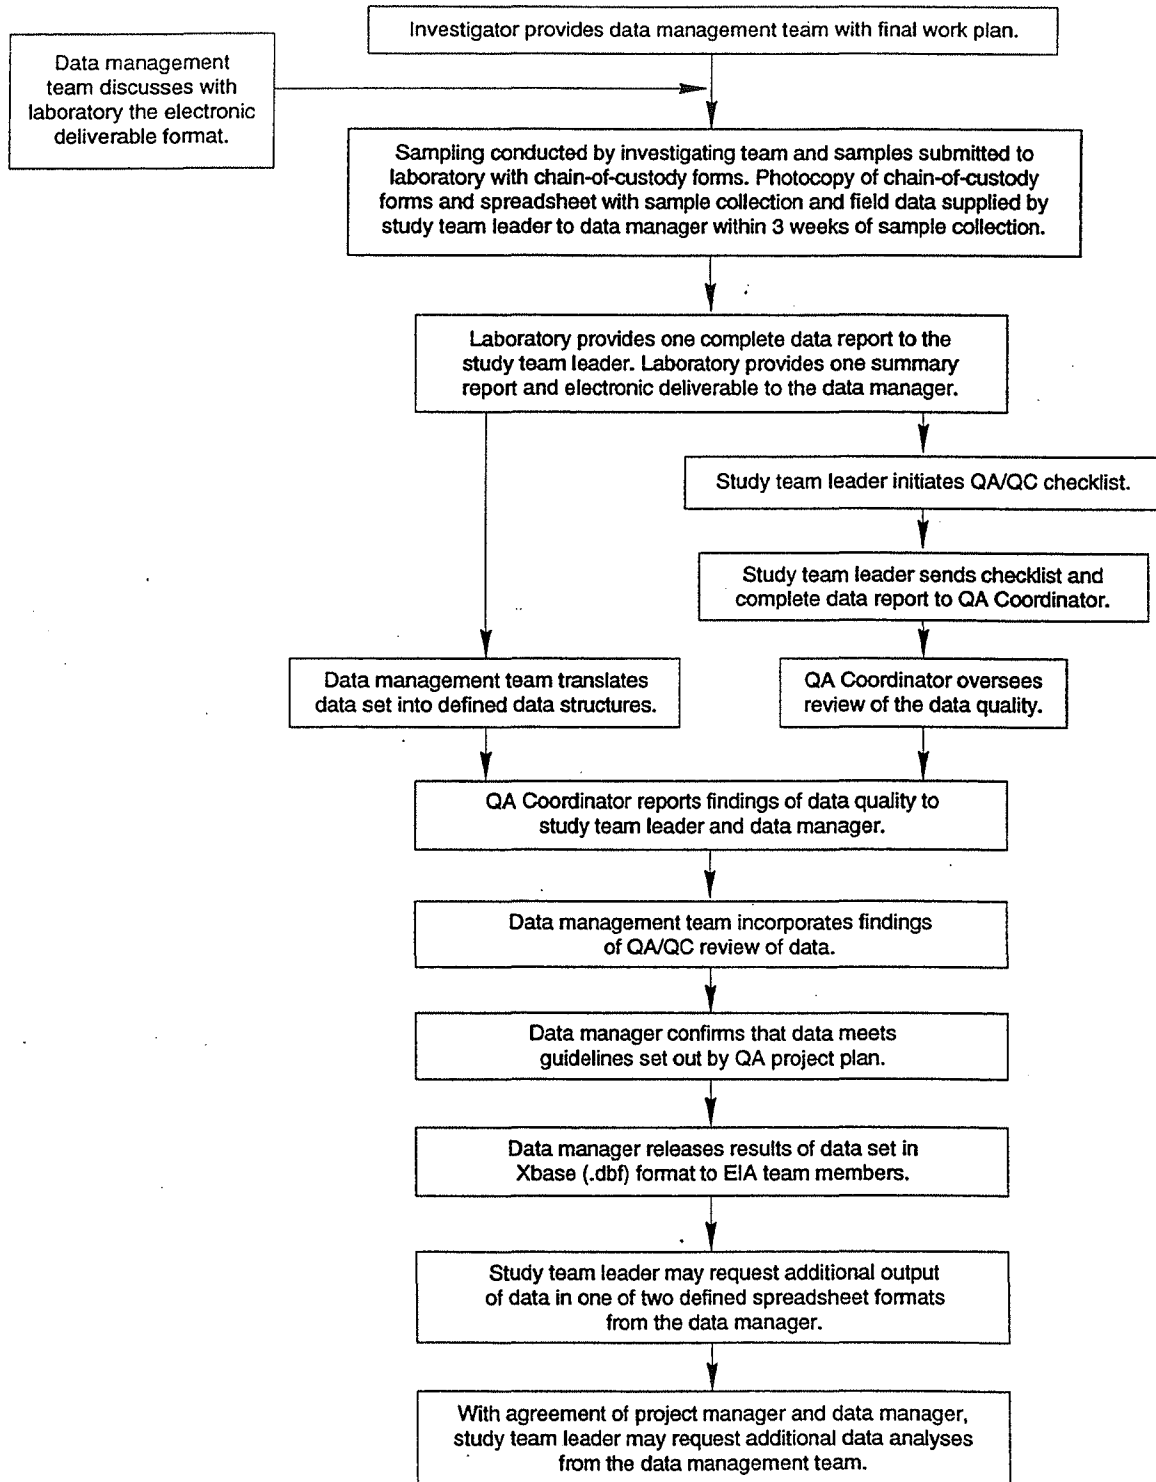 Investigator provides data management team with final work plan.
Data management
team discusses with
laboratory the electronic
deliverable format.
Sampling conducted by investigating team and samples submitted to
laboratory with chain-of-custody forms. Photocopy of chain-of-custody
forms and spreadsheet with sample collection and field data supplied by
study team leader to data manager within 3 weeks of sample collection.
Laboratory provides one complete data report to the
study team leader. Laboratory provides one summary
report and electronic deliverable to the data manager.
Study team leader initiates QA/QC checklist.
Study team leader sends checklist and
complete data report to QA Coordinator.
Data management team translates
data set into defined data structures.
QA Coordinator oversees
review of the data quality.
QA Coordinator reports findings of data quality to
study team leader and data manager.
Data management team incorporates findings
of QA/QC review of data.
Data manager confirms that data meets
guidelines set out by QA project plan.
Data manager releases results of data set in
Xbase (.dbf) format to EIA team members.
Study team leader may request additional output
of data in one of two defined spreadsheet formats
from the data manager.
With agreement of project manager and data manager,
study team leader may request additional data analyses
from the data management team.